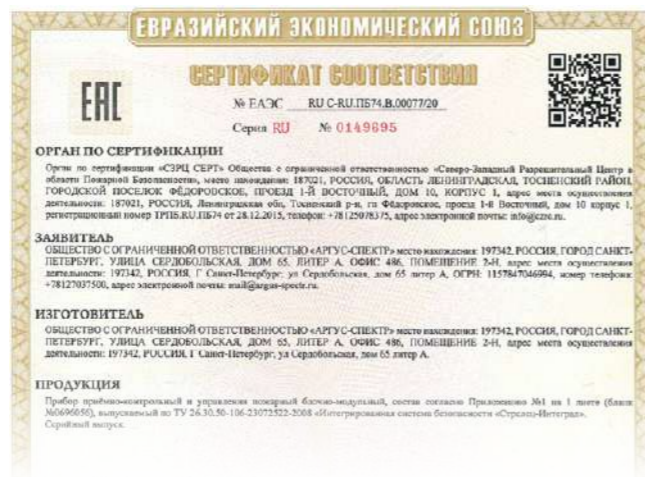 ЕВРАЗИЙСКИЙ ЭКОНОМИЧЕСКИЙ СОЮЗ
EAC
СЕРТИФИКАТ СООТВЕТСТВИЯ
№ ЕАЭС RU С-RU.ПБ74.В.00077/20
Серия RU № 0149695
ОРГАН ПО СЕРТИФИКАЦИИ
Орган по сертификации «СЗРЦ СЕРТ» Общества с ограниченной ответственностью «Северо-Западный Разрешительный Центр в
области Пожарной Безопасности», место нахождения: 187021, РОССИЯ, ОБЛАСТЬ ЛЕНИНГРАДСКАЯ, ТОСНЕНСКИЙ РАЙОН,
ГОРОДСКОЙ ПОСЕЛОК ФЁДОРОВСКОЕ, ПРОЕЗД 1-Й ВОСТОЧНЫЙ, ДОМ 10, КОРПУС 1, адрес места осуществления
деятельности: 187021, РОССИЯ, Ленинградская обл, Тосненский р-н, гп Фёдоровское, проезд 1-й Восточный, дом 10 корпус 1,
регистрационный номер ТРПБ.RU.ПБ74 от 28.12.2015, телефон: +78125078375, адрес электронной почты: info@czrc.ru.
ЗАЯВИТЕЛЬ
ОБЩЕСТВО С ОГРАНИЧЕННОЙ ОТВЕТСТВЕННОСТЬЮ «АРГУС-СПЕКТР» место нахождения: 197342, РОССИЯ, ГОРОД САНКТ-
ПЕТЕРБУРГ, УЛИЦА СЕРДОБОЛЬСКАЯ, ДОМ 65, ЛИТЕР А, ОФИС 486, ПОМЕЩЕНИЕ 2-Н, адрес места осуществления
деятельности: 197342, РОССИЯ, Г Санкт-Петербург, ул Сердобольская, дом 65 литер А, ОГРН: 1157847046994, номер телефона:
+78127037500, адрес электронной почты: mail@argus-spectr.ru.
ИЗГОТОВИТЕЛЬ
ОБЩЕСТВО С ОГРАНИЧЕННОЙ ОТВЕТСТВЕННОСТЬЮ «АРГУС-СПЕКТР» место нахождения: 197342, РОССИЯ, ГОРОД САНКТ-
ПЕТЕРБУРГ, УЛИЦА СЕРДОБОЛЬСКАЯ, ДОМ 65, ЛИТЕР А, ОФИС 486, ПОМЕЩЕНИЕ 2-Н, адрес места осуществления
деятельности: 197342, РОССИЯ, Г Санкт-Петербург, ул Сердобольская, дом 65 литер А.
ПРОДУКЦИЯ
Прибор приёмно-контрольный и управления пожарный блочно-модульный, состав согласно Приложению №1 на 1 листе (бланк
№0696056), выпускаемый по ТУ 26.30.50-106-23072522-2008 «Интегрированная система безопасности «Стрелец-Интеграл».
Серийный выпуск.